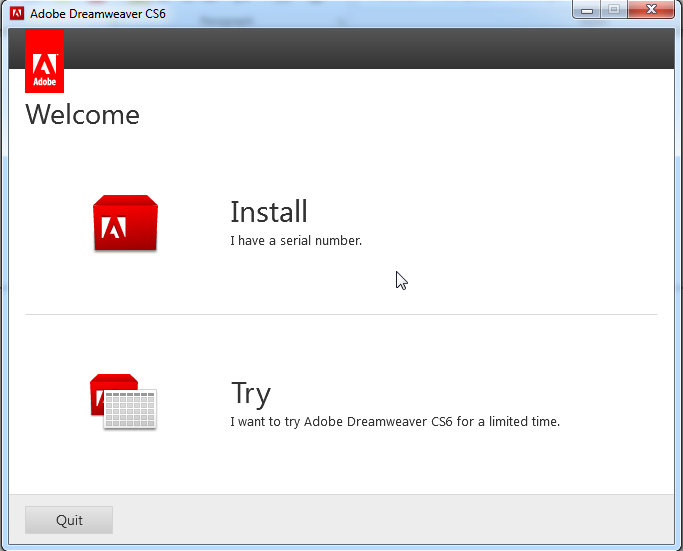 Adobe Dreamweaver CS6
Adobe
Welcome
Install
I have a serial number.
Try
I want to try Adobe Dreamweaver CS6 for a limited time.
Quit